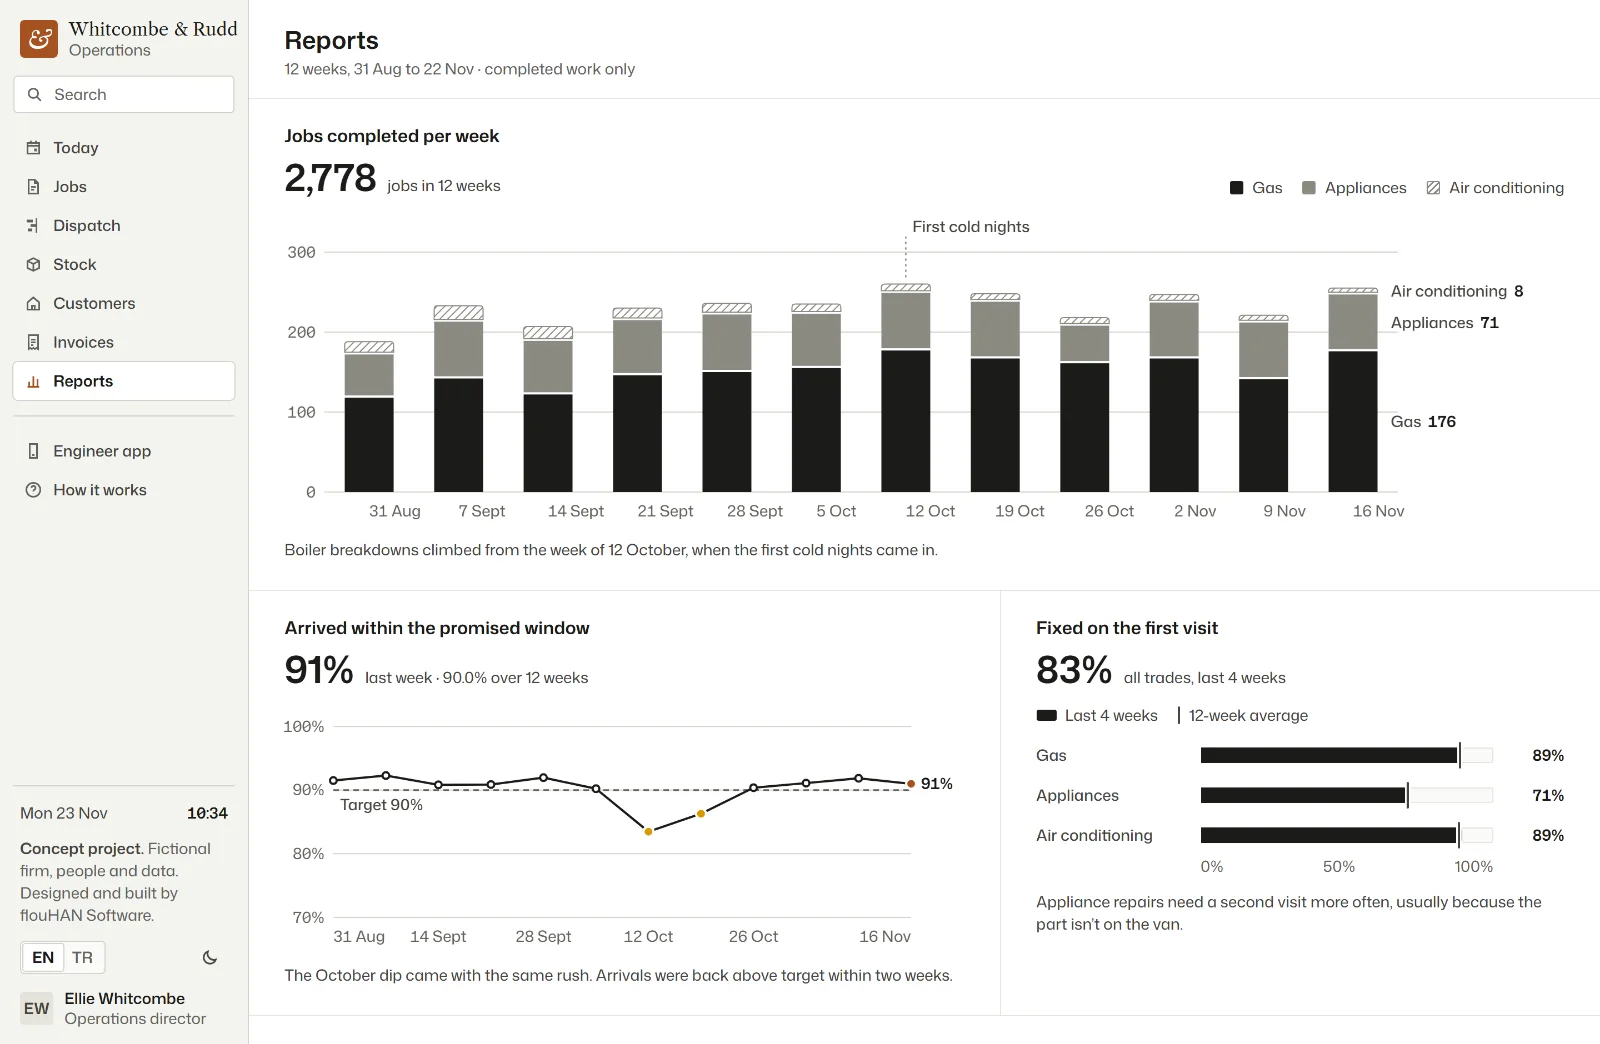 &
Whitcombe & Rudd
Operations
Search
Today
Jobs
Dispatch
Stock
Customers
Invoices
Reports
Engineer app
How it works
Mon 23 Nov 10:34
Concept project. Fictional
firm, people and data.
Designed and built by
flouHAN Software.
EN TR
EW
Ellie Whitcombe
Operations director
Reports
12 weeks, 31 Aug to 22 Nov · completed work only
Jobs completed per week
2,778 jobs in 12 weeks
Gas Appliances Air conditioning
First cold nights
300
200
100
0
Air conditioning 8
Appliances 71
Gas 176
31 Aug 7 Sept 14 Sept 21 Sept 28 Sept 5 Oct 12 Oct 19 Oct 26 Oct 2 Nov 9 Nov 16 Nov
Boiler breakdowns climbed from the week of 12 October, when the first cold nights came in.
Arrived within the promised window
91% last week · 90.0% over 12 weeks
100%
90%
80%
70%
91%
Target 90%
31 Aug 14 Sept 28 Sept 12 Oct 26 Oct 16 Nov
The October dip came with the same rush. Arrivals were back above target within two weeks.
Fixed on the first visit
83% all trades, last 4 weeks
Last 4 weeks 12-week average
Gas 89%
Appliances 71%
Air conditioning 89%
0% 50% 100%
Appliance repairs need a second visit more often, usually because the
part isn't on the van.